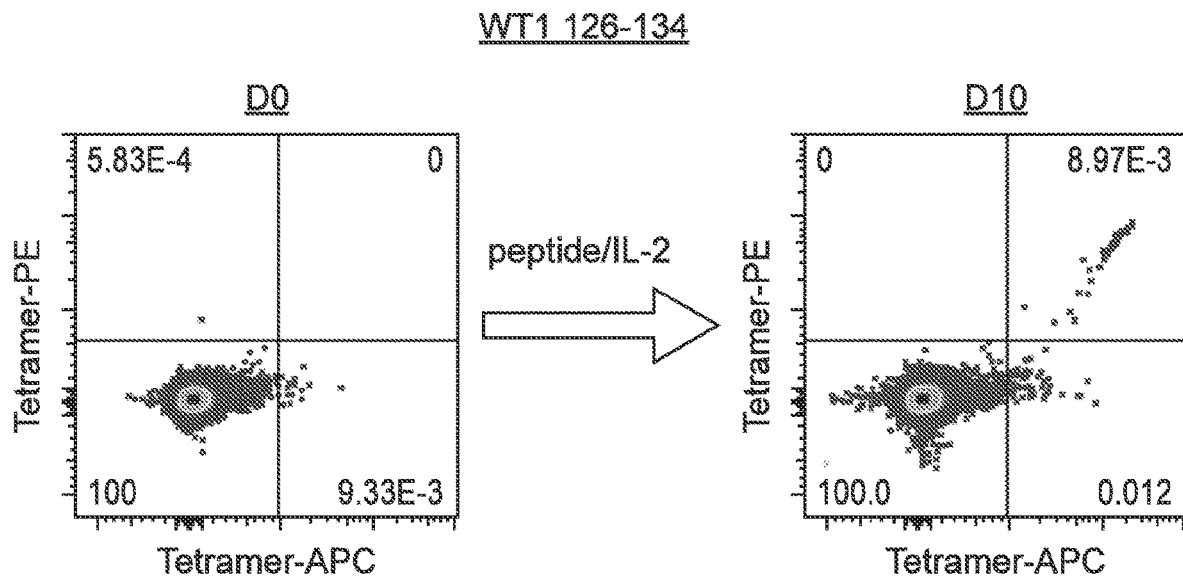 WT1 126-134
D0
5.83E-4 0
Tetramer-PE
100 9.33E-3
Tetramer-APC
peptide/IL-2
D10
0 8.97E-3
Tetramer-PE
100.0 0.012
Tetramer-APC